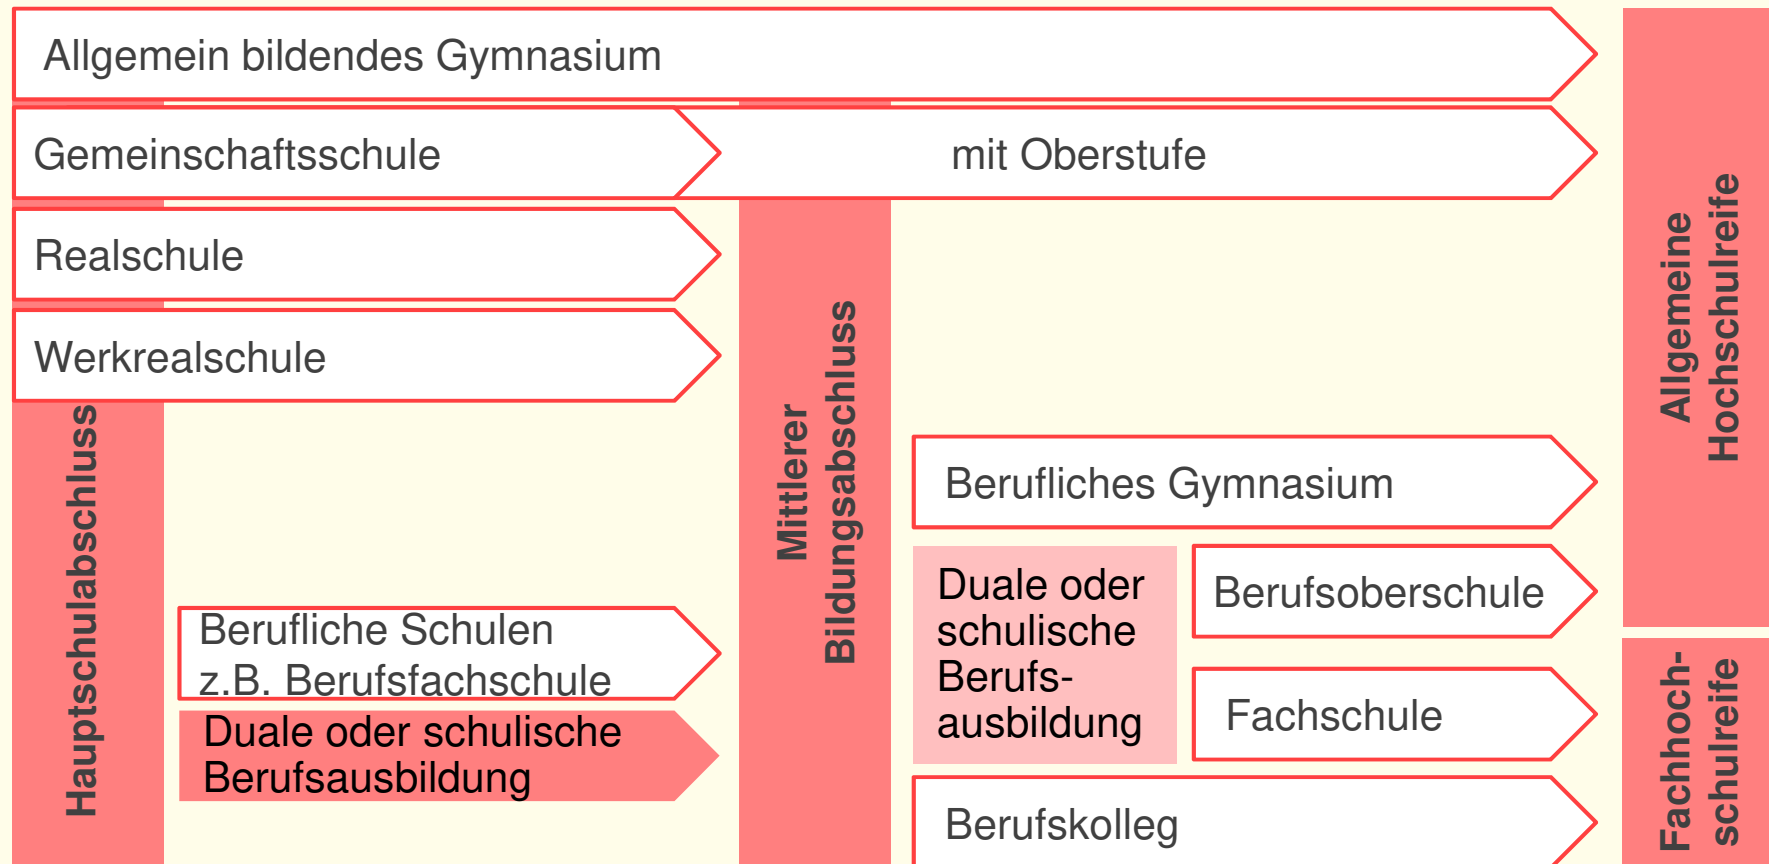 Allgemein bildendes Gymnasium
Gemeinschaftsschule
mit Oberstufe
Realschule
Werkrealschule
Hauptschulabschluss
Berufliche Schulen
z.B. Berufsfachschule
Duale oder schulische
Berufsausbildung
Mittlerer
Bildungsabschluss
Berufliches Gymnasium
Duale oder
schulische
Berufs-
ausbildung
Berufsoberschule
Fachschule
Berufskolleg
Allgemeine
Hochschulreife
Fachhoch-
schulreife